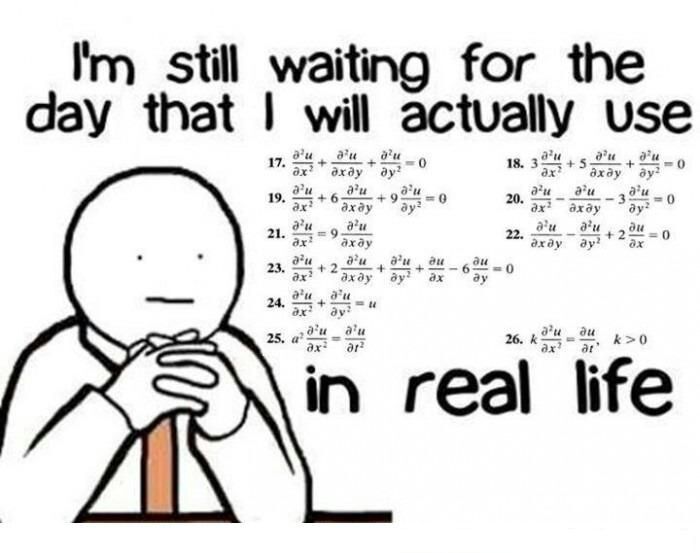 I'm still waiting for the
day that I will actually use
17. ∂²u/∂x² + ∂²u/∂x∂y + ∂²u/∂y² = 0
18. 3 ∂²u/∂x² + 5 ∂²u/∂x∂y + ∂²u/∂y² = 0
19. ∂²u/∂x² + 6 ∂²u/∂x∂y + 9 ∂²u/∂y² = 0
20. ∂²u/∂x² − ∂²u/∂x∂y − 3 ∂²u/∂y² = 0
21. ∂²u/∂x² = 9 ∂²u/∂x∂y
22. ∂²u/∂x∂y − ∂²u/∂y² + 2 ∂u/∂x = 0
23. ∂²u/∂x² + 2 ∂²u/∂x∂y + ∂²u/∂y² + ∂u/∂x − 6 ∂u/∂y = 0
24. ∂²u/∂x² + ∂²u/∂y² = u
25. a² ∂²u/∂x² = ∂²u/∂t²
26. k ∂²u/∂x² = ∂u/∂t, k > 0
in real life